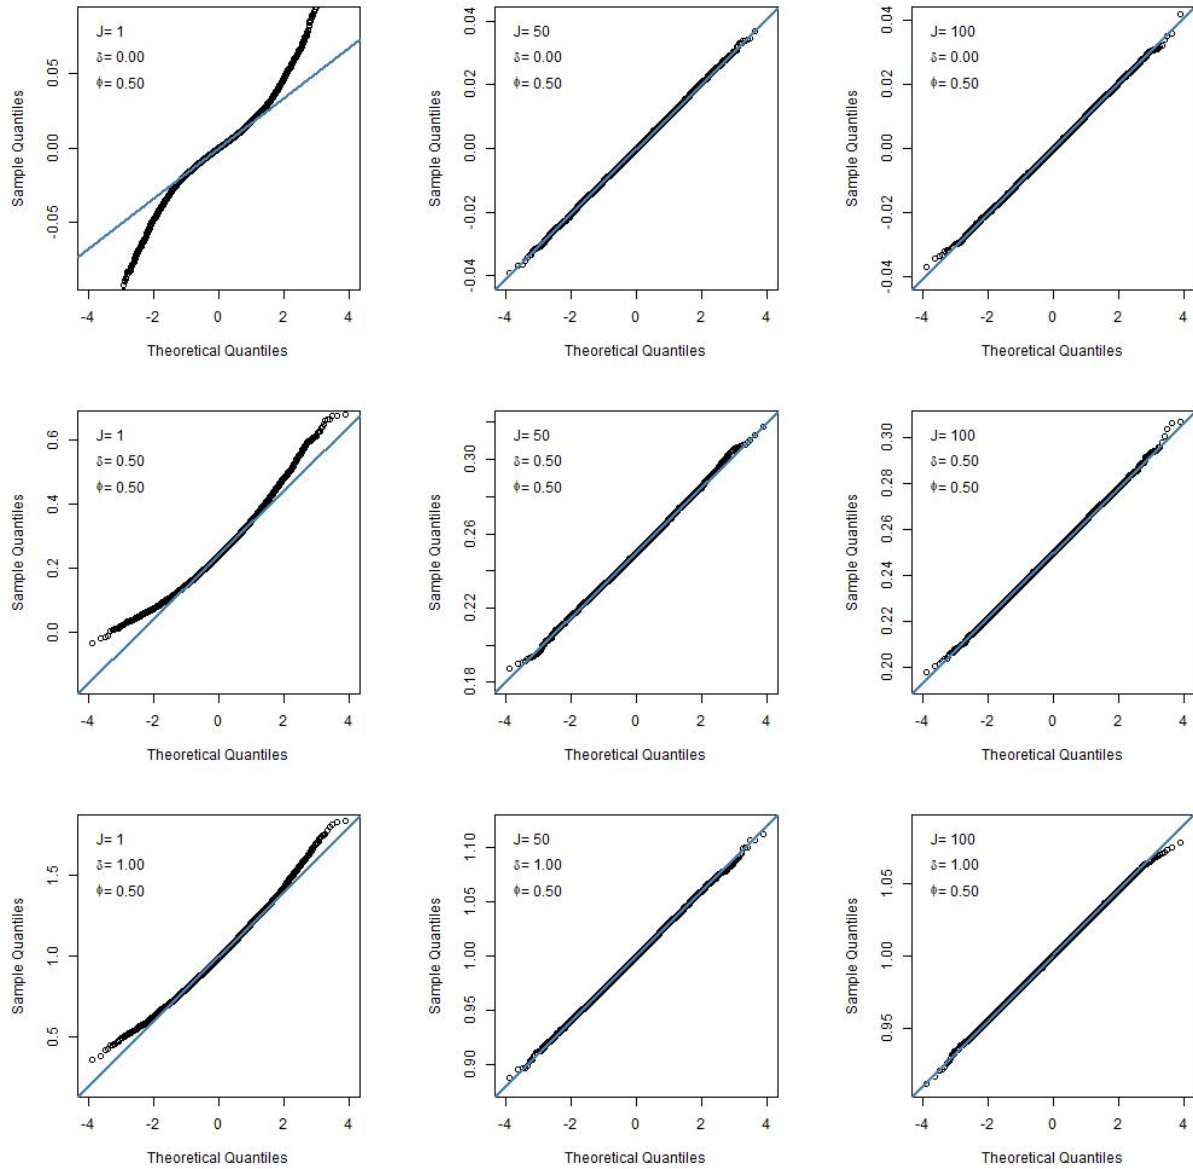 J= 1
δ= 0.00
ϕ= 0.50
Sample Quantiles
0.05
0.00
-0.05
-4 -2 0 2 4
Theoretical Quantiles
J= 50
δ= 0.00
ϕ= 0.50
Sample Quantiles
0.04
0.02
0.00
-0.02
-0.04
-4 -2 0 2 4
Theoretical Quantiles
J= 100
δ= 0.00
ϕ= 0.50
Sample Quantiles
0.04
0.02
0.00
-0.02
-0.04
-4 -2 0 2 4
Theoretical Quantiles
J= 1
δ= 0.50
ϕ= 0.50
Sample Quantiles
0.6
0.4
0.2
0.0
-4 -2 0 2 4
Theoretical Quantiles
J= 50
δ= 0.50
ϕ= 0.50
Sample Quantiles
0.30
0.26
0.22
0.18
-4 -2 0 2 4
Theoretical Quantiles
J= 100
δ= 0.50
ϕ= 0.50
Sample Quantiles
0.30
0.28
0.26
0.24
0.22
0.20
-4 -2 0 2 4
Theoretical Quantiles
J= 1
δ= 1.00
ϕ= 0.50
Sample Quantiles
1.5
1.0
0.5
-4 -2 0 2 4
Theoretical Quantiles
J= 50
δ= 1.00
ϕ= 0.50
Sample Quantiles
1.10
1.05
1.00
0.95
0.90
-4 -2 0 2 4
Theoretical Quantiles
J= 100
δ= 1.00
ϕ= 0.50
Sample Quantiles
1.05
1.00
0.95
-4 -2 0 2 4
Theoretical Quantiles